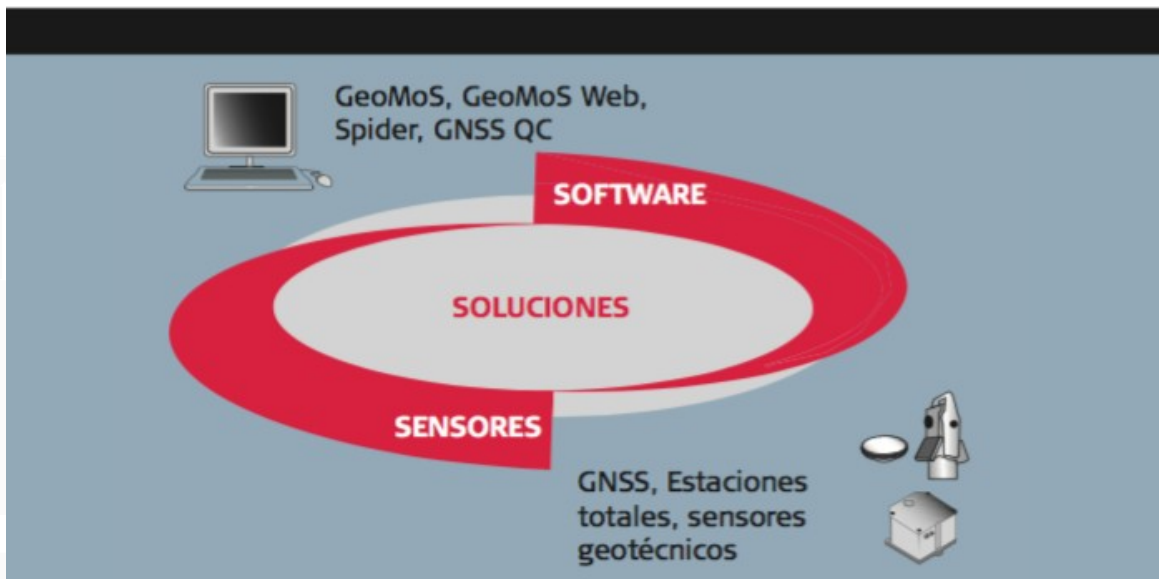 GeoMoS, GeoMoS Web,
Spider, GNSS QC
SOFTWARE
SOLUCIONES
SENSORES
GNSS, Estaciones
totales, sensores
geotécnicos